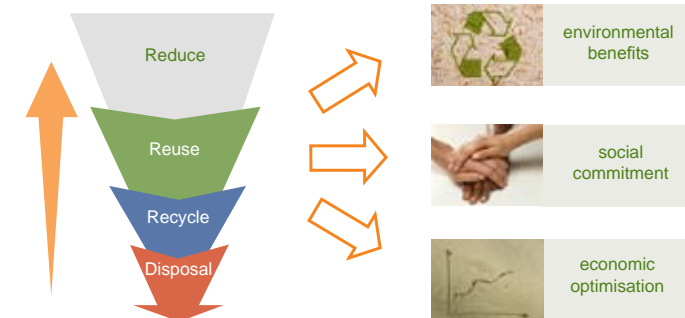 Reduce
Reuse
Recycle
Disposal
environmental
benefits
social
commitment
economic
optimisation